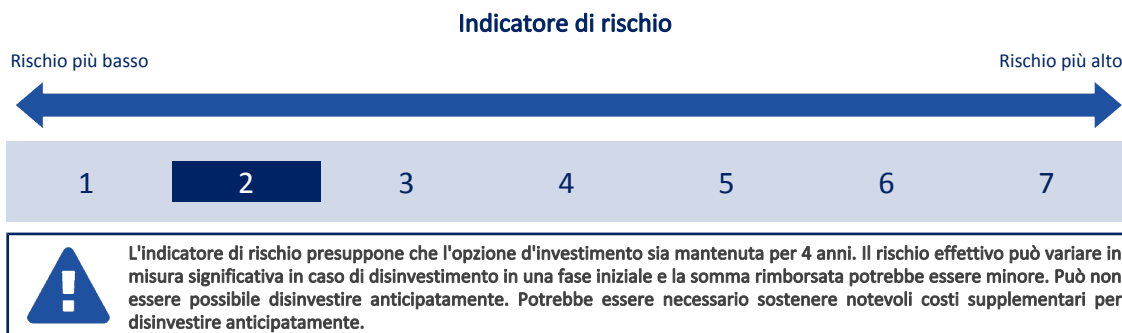 Indicatore di rischio
Rischio più basso
Rischio più alto
1 2 3 4 5 6 7
L'indicatore di rischio presuppone che l'opzione d'investimento sia mantenuta per 4 anni. Il rischio effettivo può variare in
misura significativa in caso di disinvestimento in una fase iniziale e la somma rimborsata potrebbe essere minore. Può non
essere possibile disinvestire anticipatamente. Potrebbe essere necessario sostenere notevoli costi supplementari per
disinvestire anticipatamente.